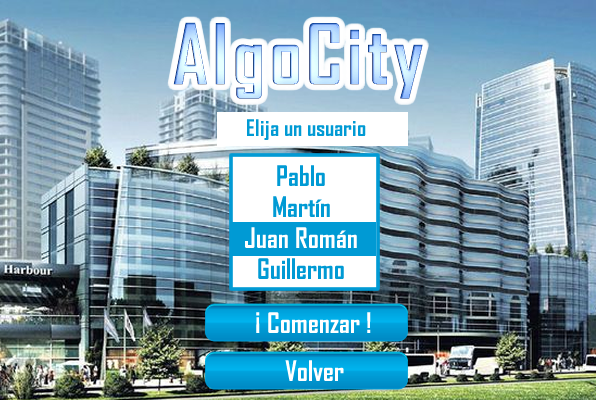 AlgoCity
Elija un usuario
Pablo
Martín
Juan Román
Guillermo
Harbour
¡ Comenzar !
Volver